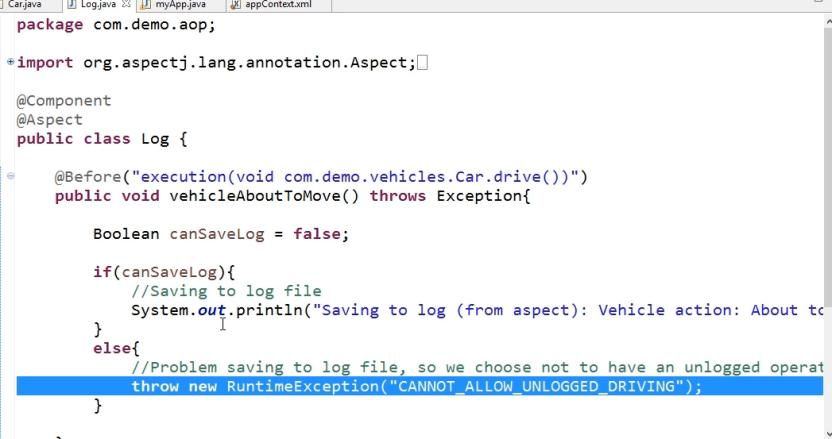 Car.java Log.java myApp.java appContext.xml
package com.demo.aop;
import org.aspectj.lang.annotation.Aspect;
@Component
@Aspect
public class Log {
@Before("execution(void com.demo.vehicles.Car.drive())")
public void vehicleAboutToMove() throws Exception{
Boolean canSaveLog = false;
if(canSaveLog){
//Saving to log file
System.out.println("Saving to log (from aspect): Vehicle action: About to
}
else{
//Problem saving to log file, so we choose not to have an unlogged operat
throw new RuntimeException("CANNOT_ALLOW_UNLOGGED_DRIVING");
}